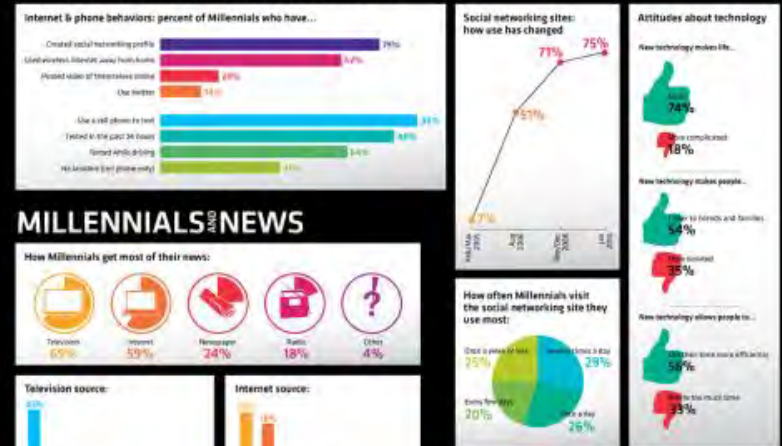 Internet & phone behaviors: percent of Millennials who have...
Created social networking profile
75%
Used wireless internet away from home
62%
Posted video of themselves online
20%
Use twitter
14%
Use a cell phone to text
Texted in the past 24 hours
Texted while driving
64%
No landline (cell phone only)
41%
Social networking sites:
how use has changed
7%
51%
71%
75%
2005
Aug
2006
2006
Attitudes about technology
New technology makes life...
74%
More complicated
18%
New technology makes people...
Closer to friends and families
54%
More isolated
35%
New technology allows people to...
Use their time more efficiently
56%
too much time
33%
MILLENNIALS AND NEWS
How Millennials get most of their news:
Television
65%
Internet
59%
Newspaper
24%
Radio
18%
?
Other
4%
How often Millennials visit
the social networking site they
use most:
Once a week or less
25%
Several times a day
29%
Every few days
20%
Once a day
26%
Television source:
Internet source: